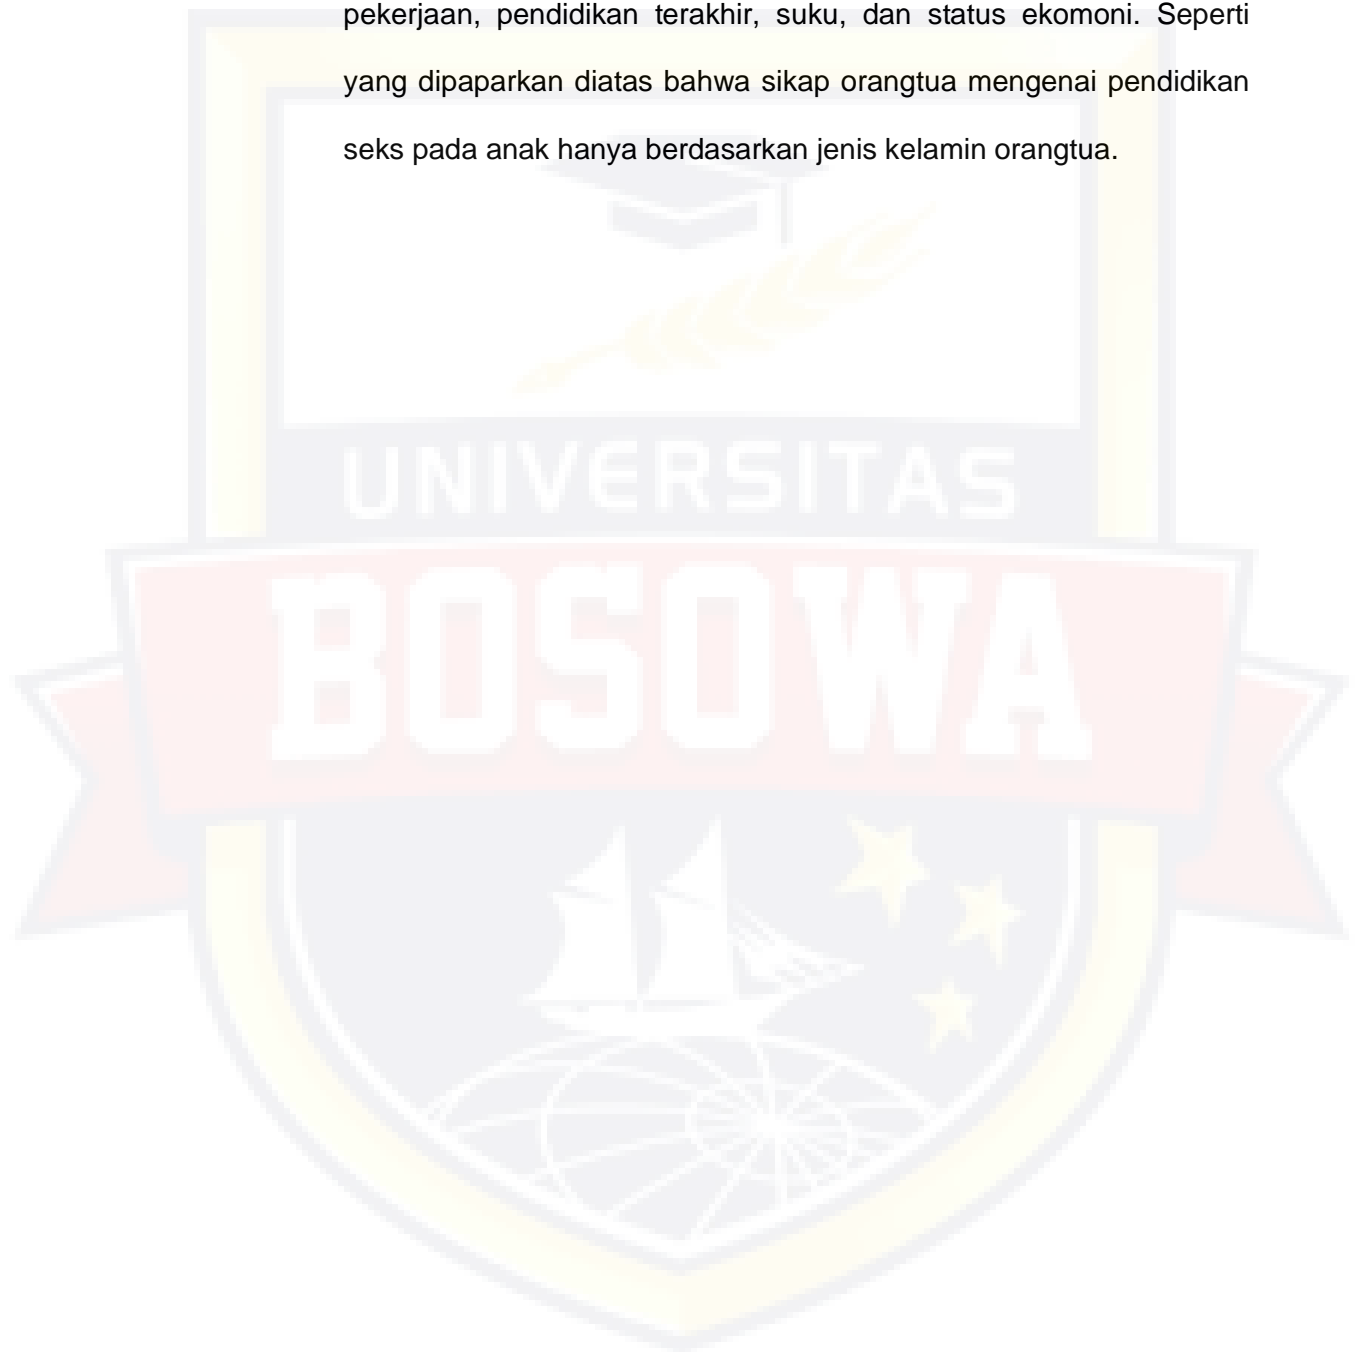 pekerjaan, pendidikan terakhir, suku, dan status ekomoni. Seperti
yang dipaparkan diatas bahwa sikap orangtua mengenai pendidikan
seks pada anak hanya berdasarkan jenis kelamin orangtua.
UNIVERSITAS
BOSOWA